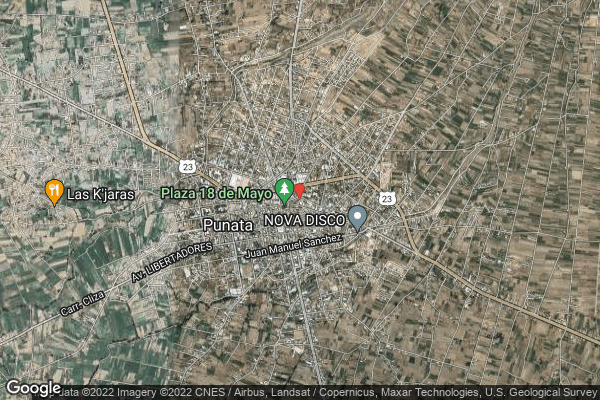 23
Las K'jaras
Plaza 18 de Mayo
23
NOVA DISCO
Punata
Juan Manuel Sanchez
Av. LIBERTADORES
Carr. Cliza
Google
data ©2022 Imagery ©2022 CNES / Airbus, Landsat / Copernicus, Maxar Technologies, U.S. Geological Survey